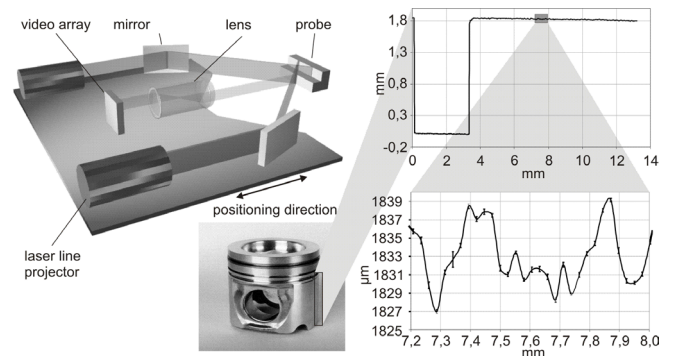 video array
mirror
lens
probe
positioning direction
laser line
projector
1,8
1,3
0,8
0,3
-0,2
mm
0 2 4 6 8 10 12 14
mm
1839
1837
1835
1833
1831
1829
1827
1825
µm
7,2 7,3 7,4 7,5 7,6 7,7 7,8 7,9 8,0
mm